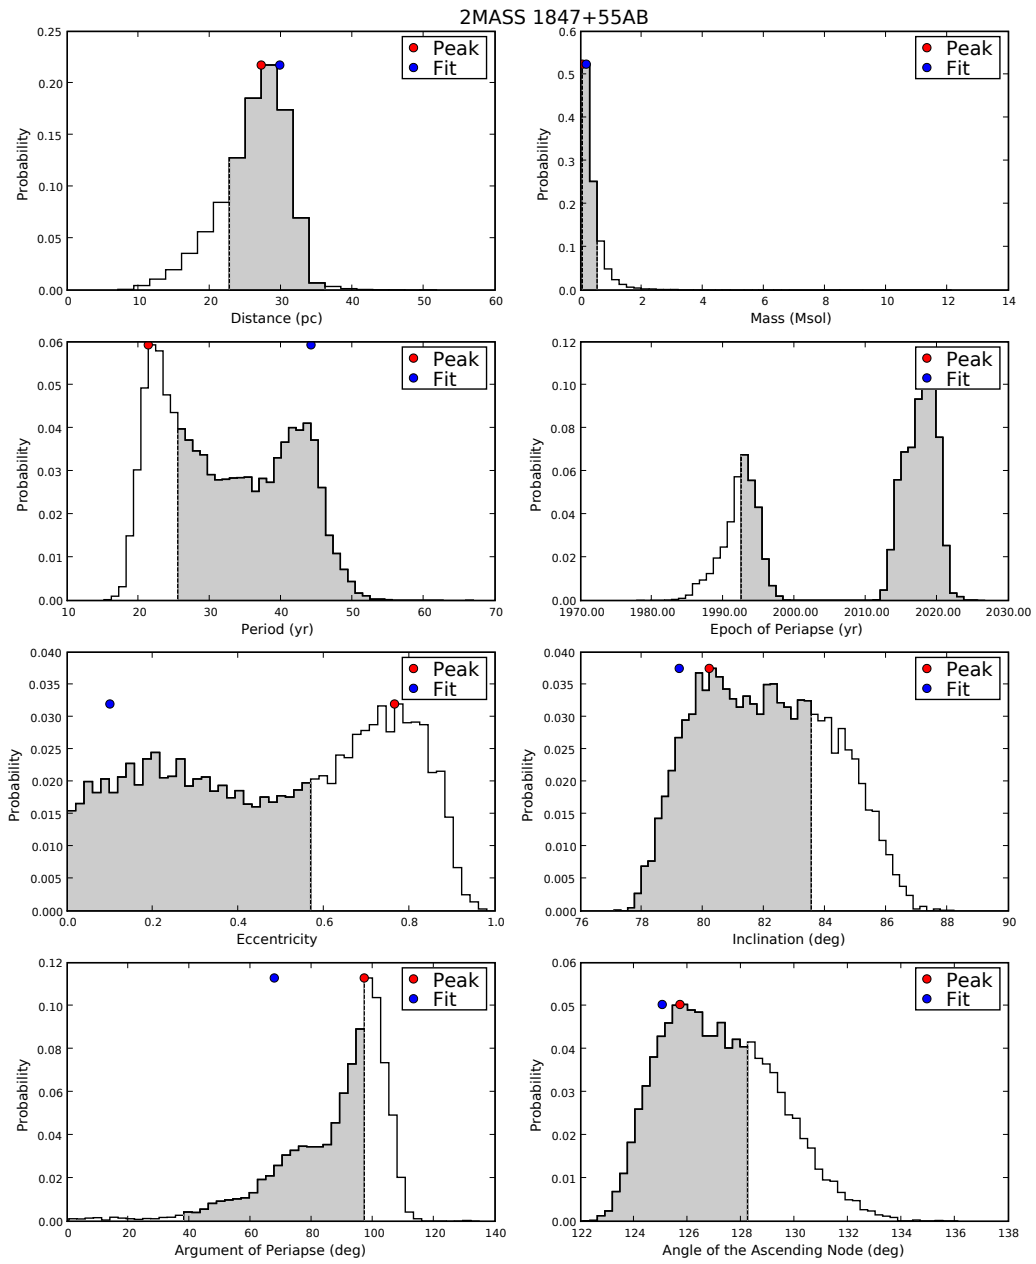 2MASS 1847+55AB
0.25
0.20
0.15
0.10
0.05
0.00
Probability
0 10 20 30 40 50 60
Distance (pc)
Peak
Fit
0.6
0.5
0.4
0.3
0.2
0.1
0.0
Probability
0 2 4 6 8 10 12 14
Mass (Msol)
Peak
Fit
0.06
0.05
0.04
0.03
0.02
0.01
0.00
Probability
10 20 30 40 50 60 70
Period (yr)
Peak
Fit
0.12
0.10
0.08
0.06
0.04
0.02
0.00
Probability
1970.00 1980.00 1990.00 2000.00 2010.00 2020.00 2030.00
Epoch of Periapse (yr)
Peak
Fit
0.040
0.035
0.030
0.025
0.020
0.015
0.010
0.005
0.000
Probability
0.0 0.2 0.4 0.6 0.8 1.0
Eccentricity
Peak
Fit
0.040
0.035
0.030
0.025
0.020
0.015
0.010
0.005
0.000
Probability
76 78 80 82 84 86 88 90
Inclination (deg)
Peak
Fit
0.12
0.10
0.08
0.06
0.04
0.02
0.00
Probability
0 20 40 60 80 100 120 140
Argument of Periapse (deg)
Peak
Fit
0.06
0.05
0.04
0.03
0.02
0.01
0.00
Probability
122 124 126 128 130 132 134 136 138
Angle of the Ascending Node (deg)
Peak
Fit